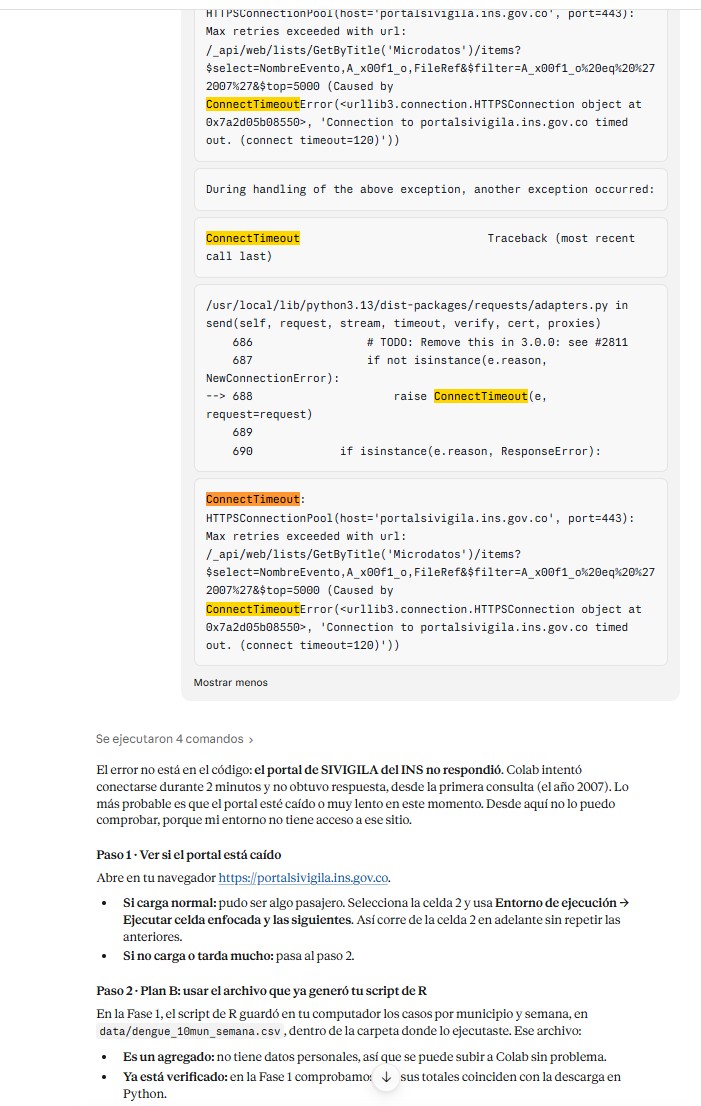 HTTPSConnectionPool(host='portalsivigila.ins.gov.co', port=443):
Max retries exceeded with url:
/_api/web/lists/GetByTitle('Microdatos')/items?
$select=NombreEvento,A_x00f1_o,FileRef&$filter=A_x00f1_o%20eq%20%27
2007%27&$top=5000 (Caused by
ConnectTimeoutError(<urllib3.connection.HTTPSConnection object at
0x7a2d05b08550>, 'Connection to portalsivigila.ins.gov.co timed
out. (connect timeout=120)'))
During handling of the above exception, another exception occurred:
ConnectTimeout                          Traceback (most recent
call last)
/usr/local/lib/python3.13/dist-packages/requests/adapters.py in
send(self, request, stream, timeout, verify, cert, proxies)
    686                 # TODO: Remove this in 3.0.0: see #2811
    687                 if not isinstance(e.reason,
NewConnectionError):
--> 688                     raise ConnectTimeout(e,
request=request)
    689
    690             if isinstance(e.reason, ResponseError):
ConnectTimeout:
HTTPSConnectionPool(host='portalsivigila.ins.gov.co', port=443):
Max retries exceeded with url:
/_api/web/lists/GetByTitle('Microdatos')/items?
$select=NombreEvento,A_x00f1_o,FileRef&$filter=A_x00f1_o%20eq%20%27
2007%27&$top=5000 (Caused by
ConnectTimeoutError(<urllib3.connection.HTTPSConnection object at
0x7a2d05b08550>, 'Connection to portalsivigila.ins.gov.co timed
out. (connect timeout=120)'))
Mostrar menos
Se ejecutaron 4 comandos >
El error no está en el código: el portal de SIVIGILA del INS no respondió. Colab intentó
conectarse durante 2 minutos y no obtuvo respuesta, desde la primera consulta (el año 2007). Lo
más probable es que el portal esté caído o muy lento en este momento. Desde aquí no lo puedo
comprobar, porque mi entorno no tiene acceso a ese sitio.
Paso 1 · Ver si el portal está caído
Abre en tu navegador https://portalsivigila.ins.gov.co.
• Si carga normal: pudo ser algo pasajero. Selecciona la celda 2 y usa Entorno de ejecución →
Ejecutar celda enfocada y las siguientes. Así corre de la celda 2 en adelante sin repetir las
anteriores.
• Si no carga o tarda mucho: pasa al paso 2.
Paso 2 · Plan B: usar el archivo que ya generó tu script de R
En la Fase 1, el script de R guardó en tu computador los casos por municipio y semana, en
data/dengue_10mun_semana.csv, dentro de la carpeta donde lo ejecutaste. Ese archivo:
• Es un agregado: no tiene datos personales, así que se puede subir a Colab sin problema.
• Ya está verificado: en la Fase 1 comprobamos sus totales coinciden con la descarga en
Python.